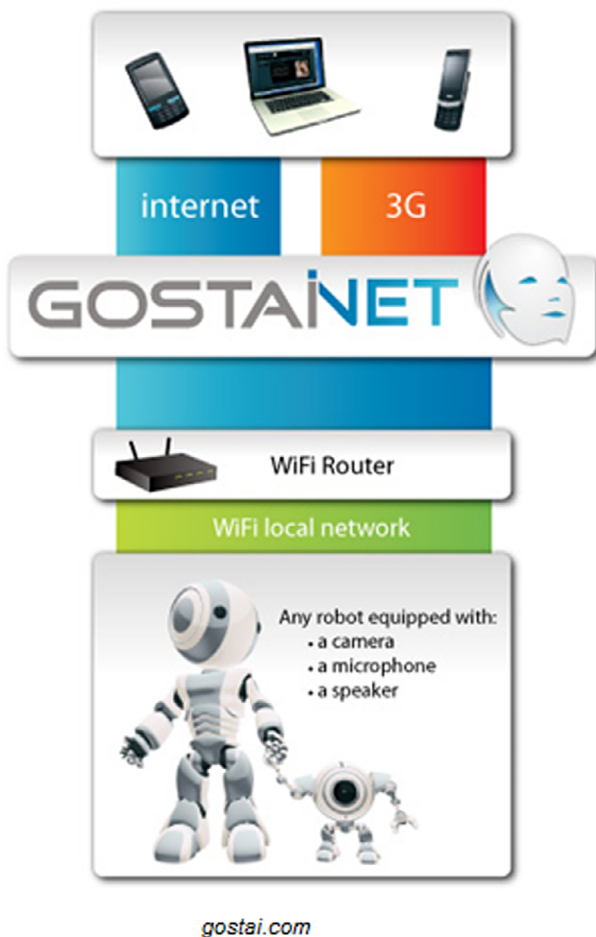 internet
3G
GOSTAINET
WiFi Router
WiFi local network
Any robot equipped with:
• a camera
• a microphone
• a speaker
gostai.com